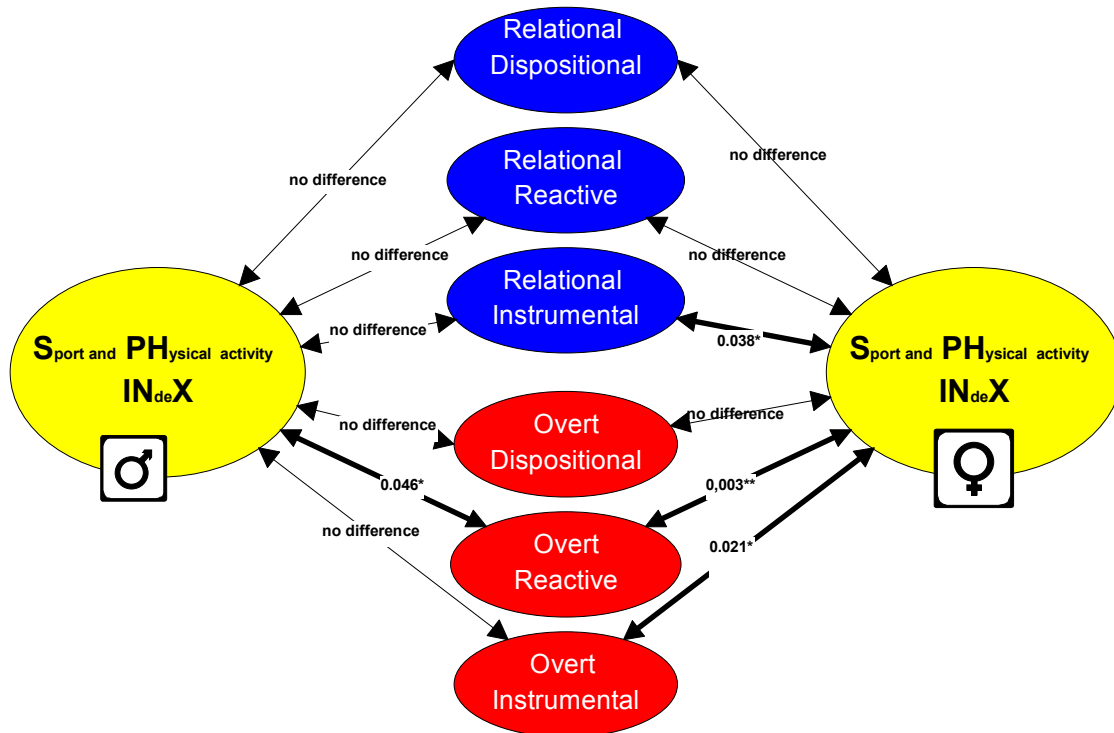 Relational
Dispositional
no difference
no difference
Relational
Reactive
no difference
no difference
Relational
Instrumental
no difference
0.038*
Sport and PHysical activity
INdeX
Sport and PHysical activity
INdeX
no difference
Overt
Dispositional
no difference
0.046*
0,003**
no difference
Overt
Reactive
0.021*
Overt
Instrumental